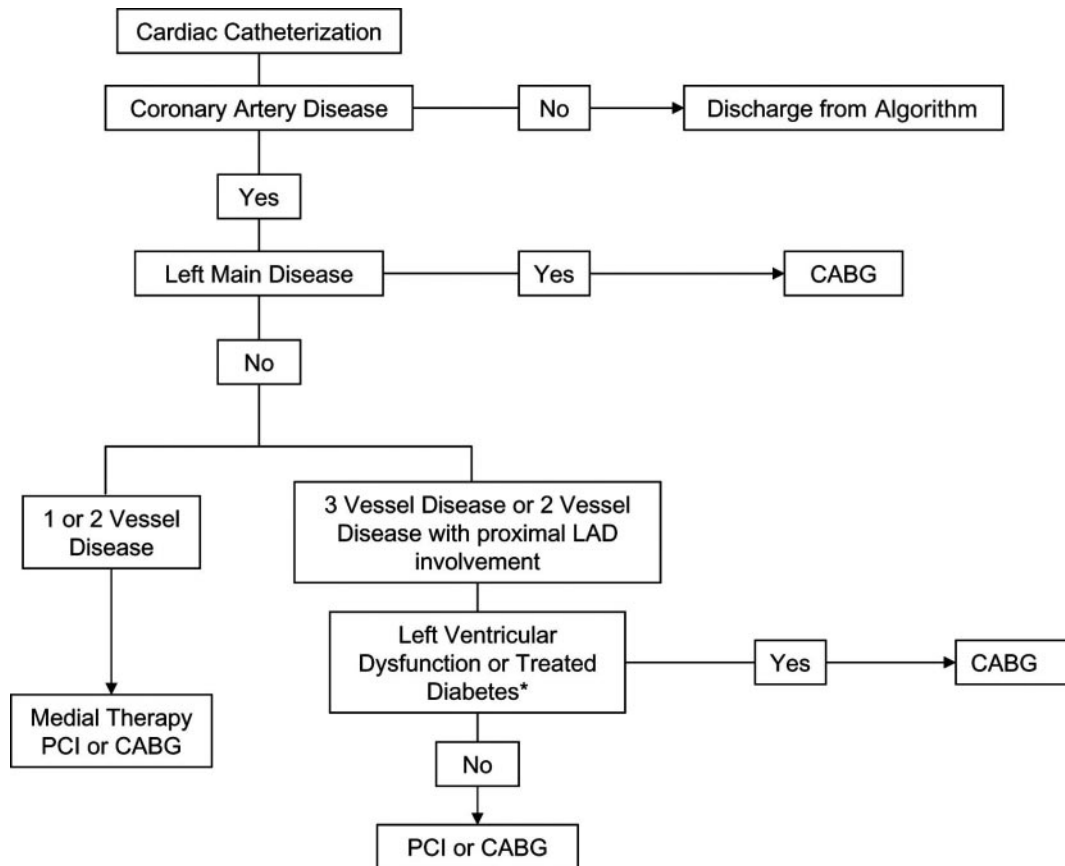 Cardiac Catheterization
Coronary Artery Disease
No
Discharge from Algorithm
Yes
Left Main Disease
Yes
CABG
No
1 or 2 Vessel
Disease
3 Vessel Disease or 2 Vessel
Disease with proximal LAD
involvement
Left Ventricular
Dysfunction or Treated
Diabetes*
Yes
CABG
Medial Therapy
PCI or CABG
No
PCI or CABG